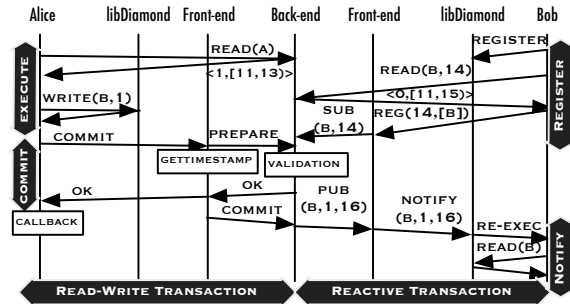 Alice libDiamond Front-end Back-end Front-end libDiamond Bob
EXECUTE
READ(A)
<1,[11,13)>
WRITE(B,1)
REGISTER
READ(B,14)
<0,[11,15)>
REG(14,[B])
SUB
(B,14)
REGISTER
COMMIT
COMMIT
PREPARE
GETTIMESTAMP
VALIDATION
OK
OK
CALLBACK
COMMIT
PUB
(B,1,16)
NOTIFY
(B,1,16)
RE-EXEC
READ(B)
NOTIFY
READ-WRITE TRANSACTION
REACTIVE TRANSACTION